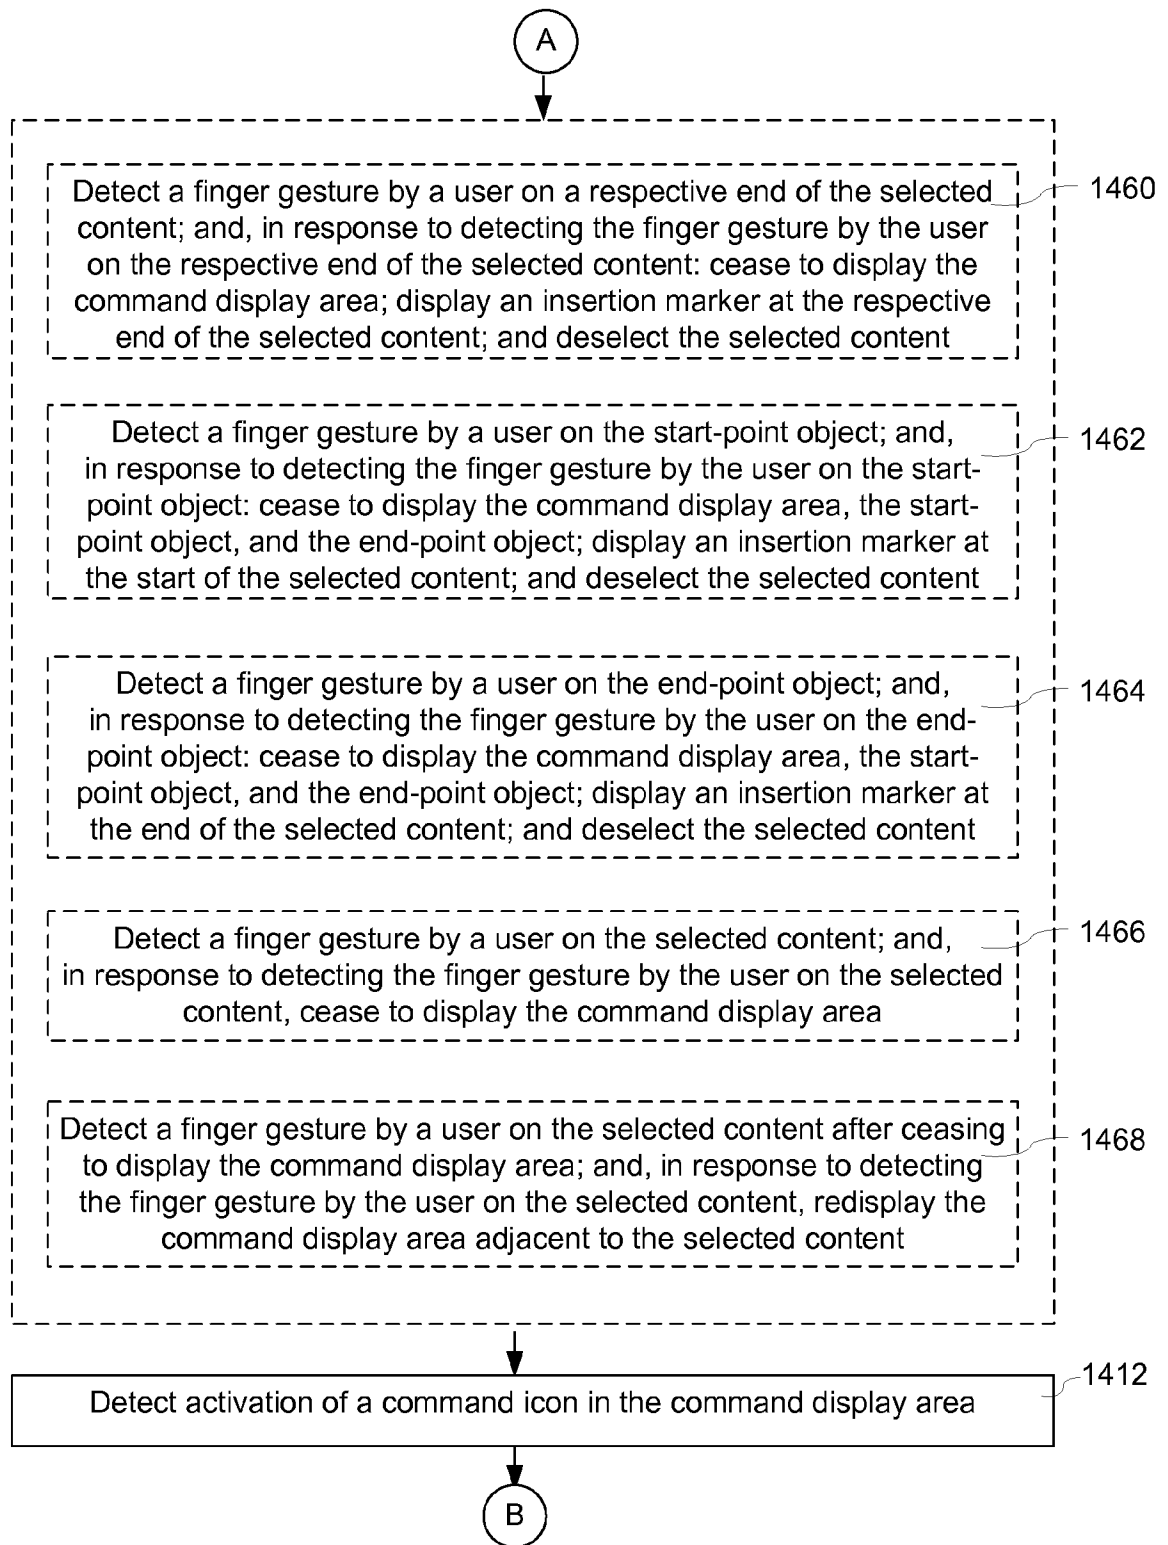 A
Detect a finger gesture by a user on a respective end of the selected
content; and, in response to detecting the finger gesture by the user
on the respective end of the selected content: cease to display the
command display area; display an insertion marker at the respective
end of the selected content; and deselect the selected content
1460
Detect a finger gesture by a user on the start-point object; and,
in response to detecting the finger gesture by the user on the start-
point object: cease to display the command display area, the start-
point object, and the end-point object; display an insertion marker at
the start of the selected content; and deselect the selected content
1462
Detect a finger gesture by a user on the end-point object; and,
in response to detecting the finger gesture by the user on the end-
point object: cease to display the command display area, the start-
point object, and the end-point object; display an insertion marker at
the end of the selected content; and deselect the selected content
1464
Detect a finger gesture by a user on the selected content; and,
in response to detecting the finger gesture by the user on the selected
content, cease to display the command display area
1466
Detect a finger gesture by a user on the selected content after ceasing
to display the command display area; and, in response to detecting
the finger gesture by the user on the selected content, redisplay the
command display area adjacent to the selected content
1468
Detect activation of a command icon in the command display area
1412
B